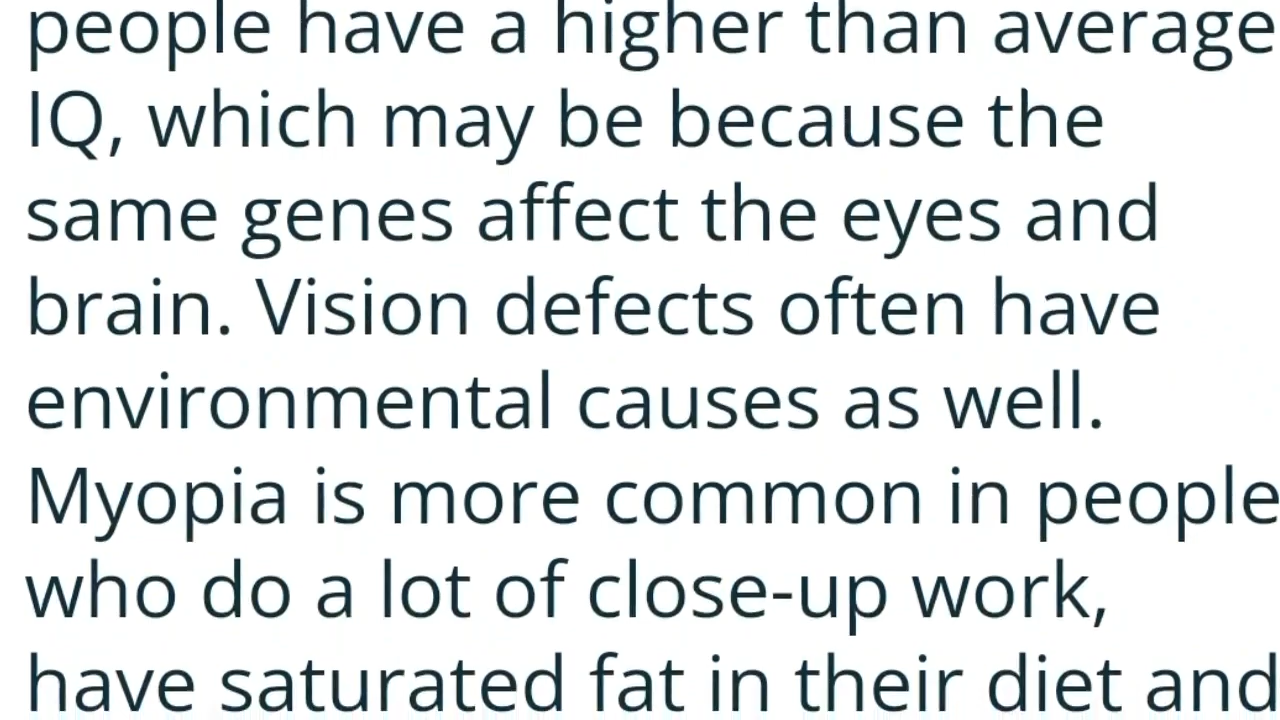 people have a higher than average
IQ, which may be because the
same genes affect the eyes and
brain. Vision defects often have
environmental causes as well.
Myopia is more common in people
who do a lot of close-up work,
have saturated fat in their diet and